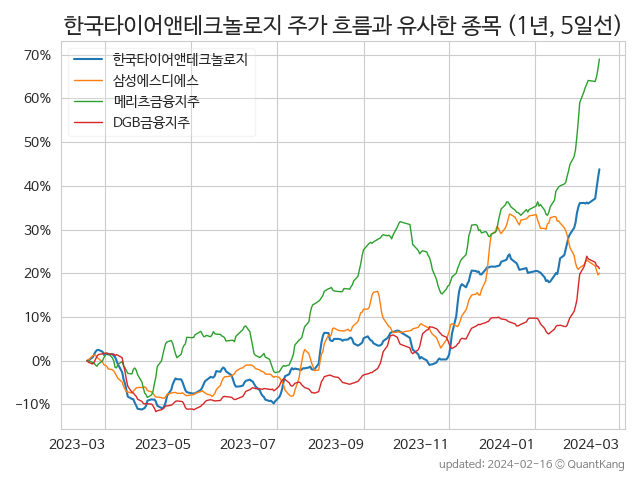 한국타이어앤테크놀로지 주가 흐름과 유사한 종목 (1년, 5일선)
한국타이어앤테크놀로지
삼성에스디에스
메리츠금융지주
DGB금융지주
70%
60%
50%
40%
30%
20%
10%
0%
−10%
2023-03 2023-05 2023-07 2023-09 2023-11 2024-01 2024-03
updated: 2024-02-16 © QuantKang